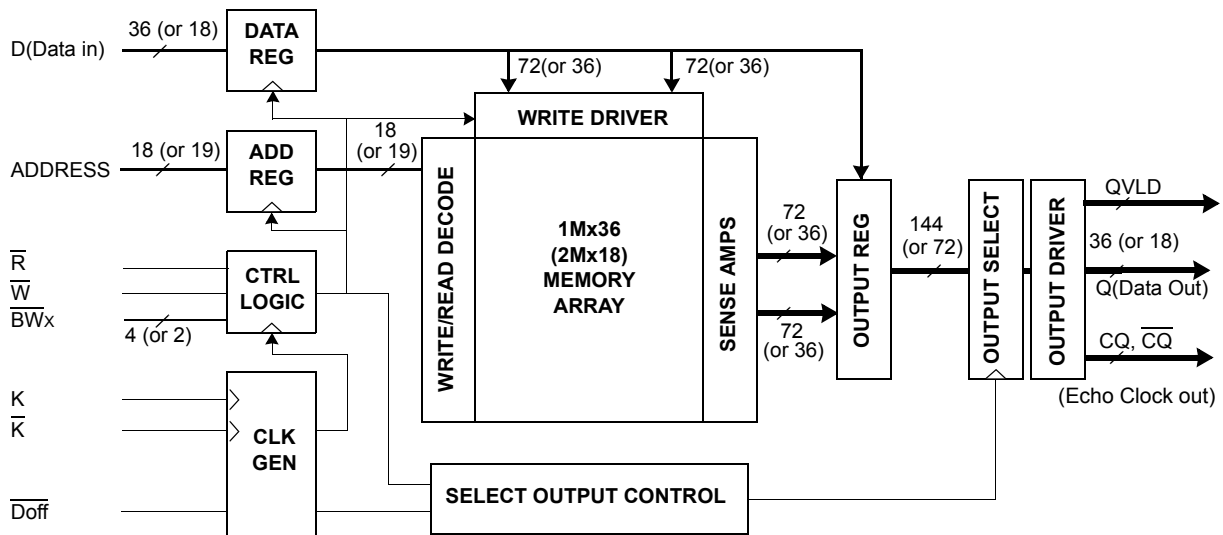 D(Data in)
36 (or 18)
DATA
REG
72(or 36)
72(or 36)
WRITE DRIVER
ADDRESS
18 (or 19)
ADD
REG
18
(or 19)
WRITE/READ DECODE
1Mx36
(2Mx18)
MEMORY
ARRAY
SENSE AMPS
72
(or 36)
72
(or 36)
OUTPUT REG
144
(or 72)
OUTPUT SELECT
OUTPUT DRIVER
QVLD
36 (or 18)
Q(Data Out)
CQ, C̅Q̅
(Echo Clock out)
R̅
W̅
B̅W̅x
4 (or 2)
CTRL
LOGIC
K
K̅
CLK
GEN
D̅o̅f̅f̅
SELECT OUTPUT CONTROL